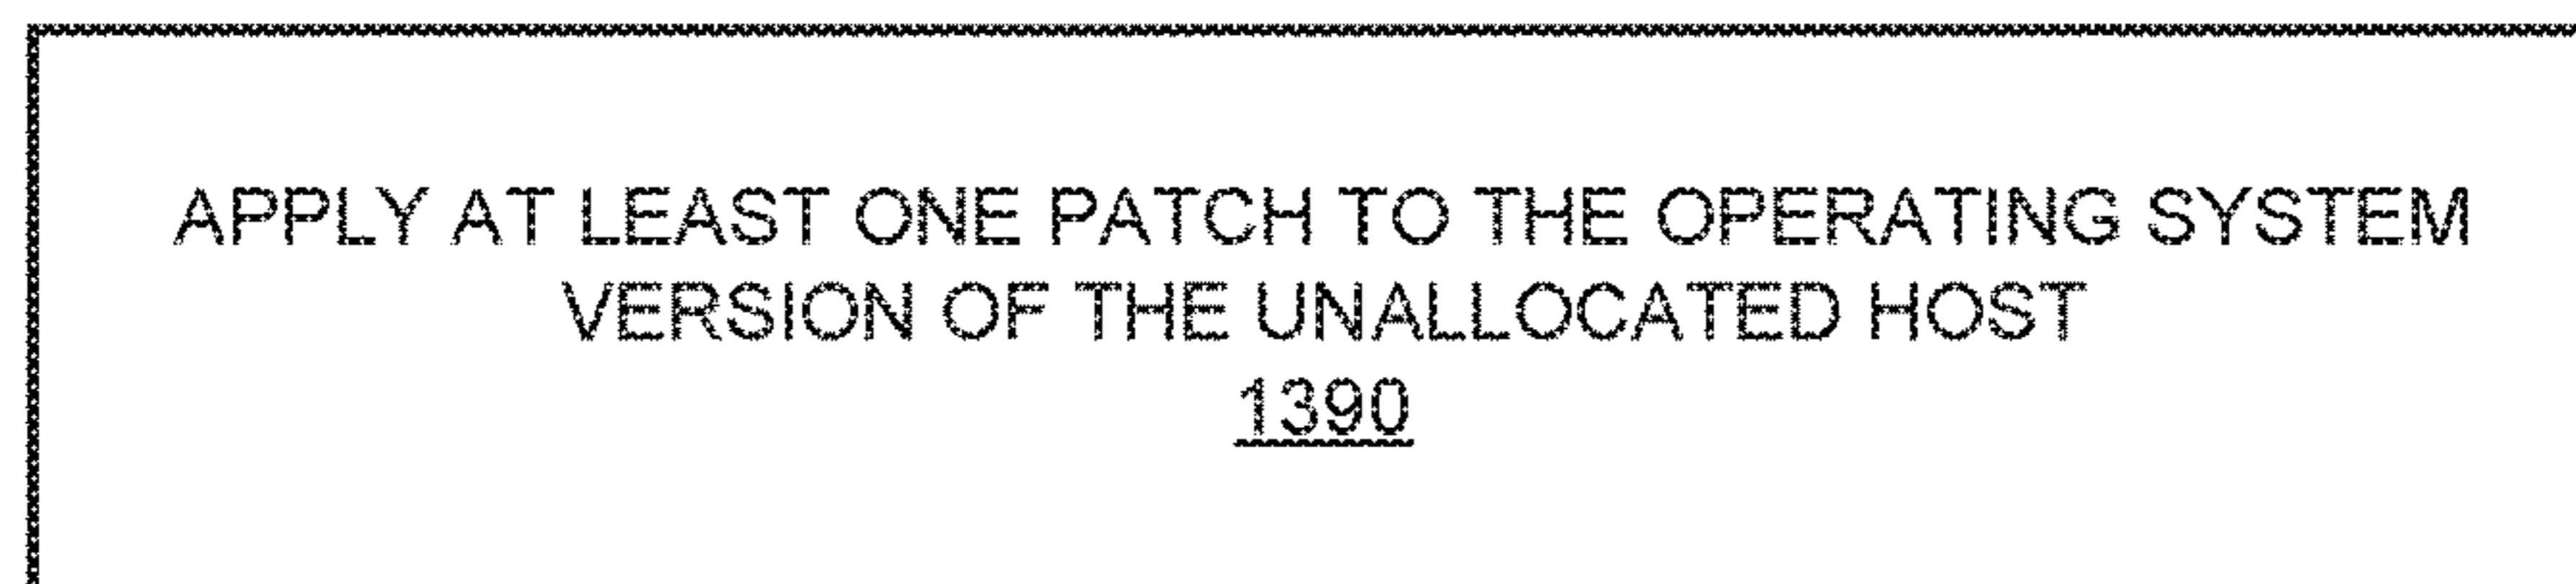 APPLY AT LEAST ONE PATCH TO THE OPERATING SYSTEM
VERSION OF THE UNALLOCATED HOST
1390